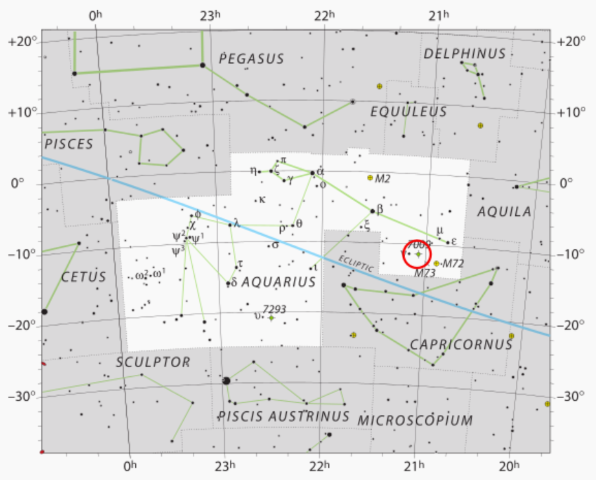 0h 23h 22h 21h
+20° +20°
PEGASUS DELPHINUS
+10° +10°
EQUULEUS
PISCES
π
η ζ α
γ
ο
M2
0° 0°
κ
β
AQUILA
φ
χ λ ρ θ ξ μ
ψ² ψ¹ ε
ψ³ σ 7009
-10° -10°
ECLIPTIC
M72
M73
CETUS ω² ω¹ τ ι
δ AQUARIUS
υ 7293
-20° -20°
CAPRICORNUS
SCULPTOR
-30° -30°
PISCIS AUSTRINUS MICROSCOPIUM
0h 23h 22h 21h 20h